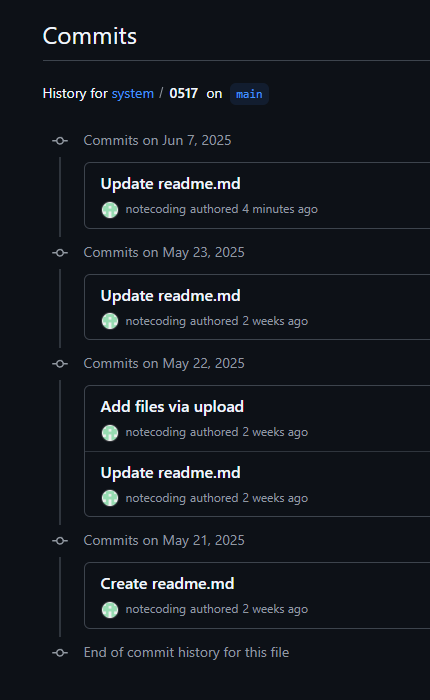 Commits
History for system / 0517 on main
Commits on Jun 7, 2025
Update readme.md
notecoding authored 4 minutes ago
Commits on May 23, 2025
Update readme.md
notecoding authored 2 weeks ago
Commits on May 22, 2025
Add files via upload
notecoding authored 2 weeks ago
Update readme.md
notecoding authored 2 weeks ago
Commits on May 21, 2025
Create readme.md
notecoding authored 2 weeks ago
End of commit history for this file